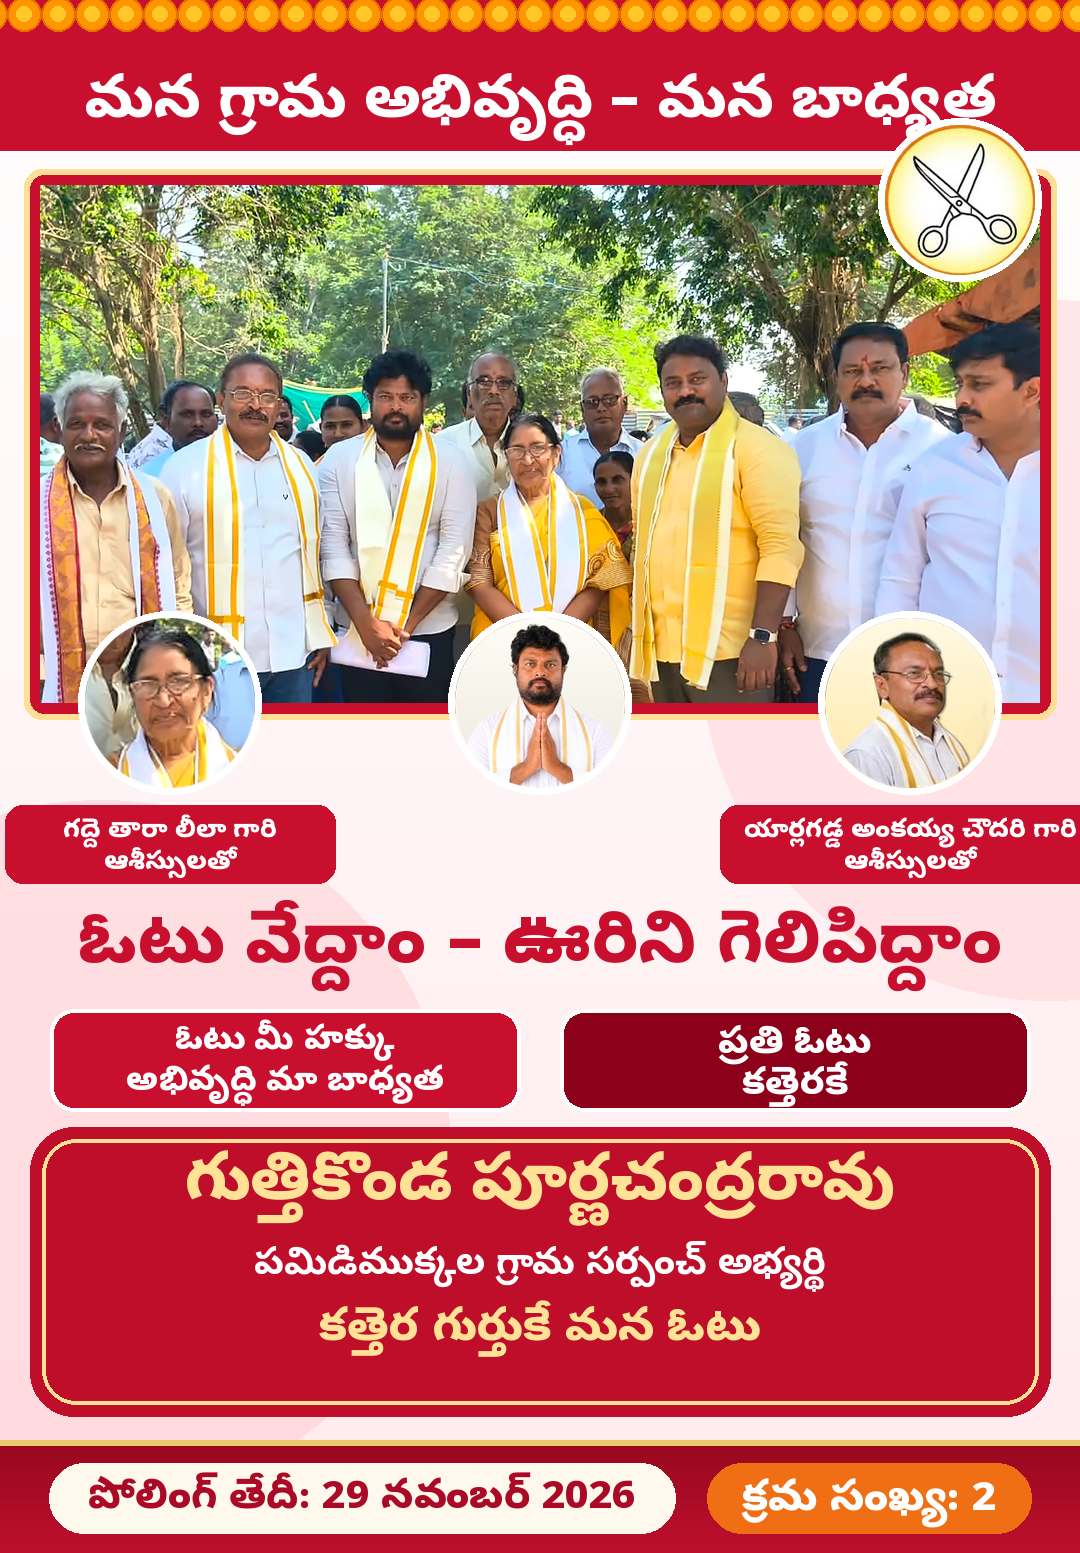 మన గ్రామ అభివృద్ధి – మన బాధ్యత
గద్దె తారా లీలా గారి
ఆశీస్సులతో
యార్లగడ్డ అంకయ్య చౌదరి గారి
ఆశీస్సులతో
ఓటు వేద్దాం – ఊరిని గెలిపిద్దాం
ఓటు మీ హక్కు
అభివృద్ధి మా బాధ్యత
ప్రతి ఓటు
కత్తెరకే
గుత్తికొండ పూర్ణచంద్రరావు
పమిడిముక్కల గ్రామ సర్పంచ్ అభ్యర్థి
కత్తెర గుర్తుకే మన ఓటు
పోలింగ్ తేదీ: 29 నవంబర్ 2026
క్రమ సంఖ్య: 2